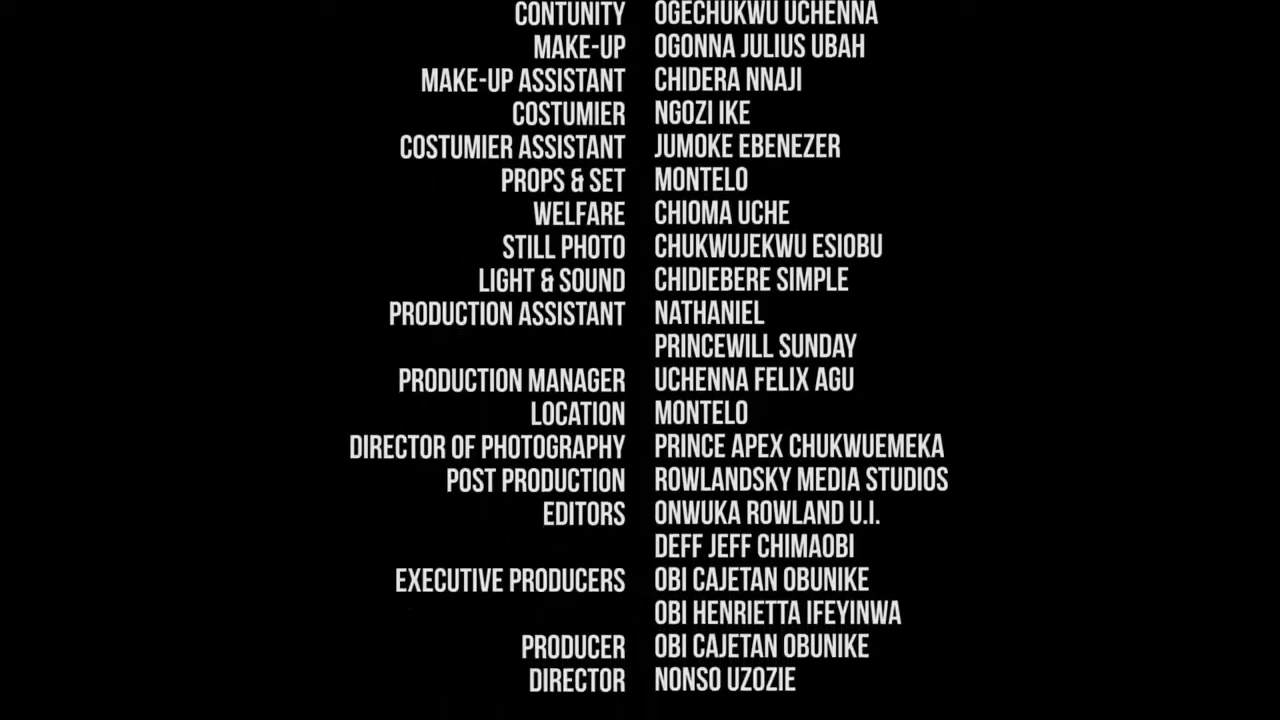 CONTUNITY OGECHUKWU UCHENNA
MAKE-UP OGONNA JULIUS UBAH
MAKE-UP ASSISTANT CHIDERA NNAJI
COSTUMIER NGOZI IKE
COSTUMIER ASSISTANT JUMOKE EBENEZER
PROPS & SET MONTELO
WELFARE CHIOMA UCHE
STILL PHOTO CHUKWUJEKWU ESIOBU
LIGHT & SOUND CHIDIEBERE SIMPLE
PRODUCTION ASSISTANT NATHANIEL
PRINCEWILL SUNDAY
PRODUCTION MANAGER UCHENNA FELIX AGU
LOCATION MONTELO
DIRECTOR OF PHOTOGRAPHY PRINCE APEX CHUKWUEMEKA
POST PRODUCTION ROWLANDSKY MEDIA STUDIOS
EDITORS ONWUKA ROWLAND U.I.
DEFF JEFF CHIMAOBI
EXECUTIVE PRODUCERS OBI CAJETAN OBUNIKE
OBI HENRIETTA IFEYINWA
PRODUCER OBI CAJETAN OBUNIKE
DIRECTOR NONSO UZOZIE